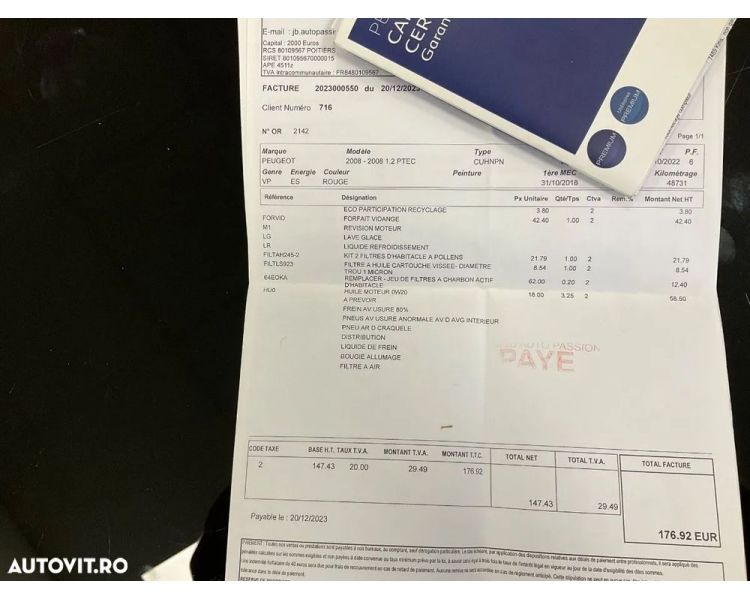 E-mail : jb.autopassi
Capital : 2000 Euros
RCS 80109567 POITIERS
SIRET 8010956670000015
APE 4511z
TVA Intracommunautaire : FR8480109567
FACTURE 2023000550 du 20/12/2023
Client Numéro 716
N° OR 2142
Page 1/1
Marque Modèle Type P.F.
PEUGEOT 2008 - 2008 1.2 PTEC CUHNPN 0/2022 6
Genre Energie Couleur Peinture 1ère MEC Kilométrage
VP ES ROUGE 31/10/2018 48731
Référence Désignation Px Unitaire Qté/Tps Ctva Rem.% Montant Net HT
ECO PARTICIPATION RECYCLAGE 3.80 2 3.80
FORVID FORFAIT VIDANGE 42.40 1.00 2 42.40
M1 REVISION MOTEUR
LG LAVE GLACE
LR LIQUIDE REFROIDISSEMENT
FILTAH245-2 KIT 2 FILTRES D'HABITACLE A POLLENS 21.79 1.00 2 21.79
FILTLS923 FILTRE A HUILE CARTOUCHE VISSEE- DIAMETRE 8.54 1.00 2 8.54
TROU 1 MICRON
64EOKA REMPLACER - JEU DE FILTRES A CHARBON ACTIF 62.00 0.20 2 12.40
D'HABITACLE
HU0 HUILE MOTEUR 0W20 18.00 3.25 2 58.50
A PREVOIR
FREIN AV USURE 80%
PNEUS AV USURE ANORMALE AV D AVG INTERIEUR
PNEU AR D CRAQUELE
DISTRIBUTION
LIQUIDE DE FREIN
BOUGIE ALLUMAGE
FILTRE A AIR
AUTO PASSION
PAYE
CODE TAXE BASE H.T. TAUX T.V.A. MONTANT T.V.A. MONTANT T.T.C. TOTAL NET TOTAL T.V.A. TOTAL FACTURE
2 147.43 20.00 29.49 176.92
147.43 29.49
176.92 EUR
Payable le : 20/12/2023
PREMIUM
PREMIUM
Garan
AUTOVIT.RO